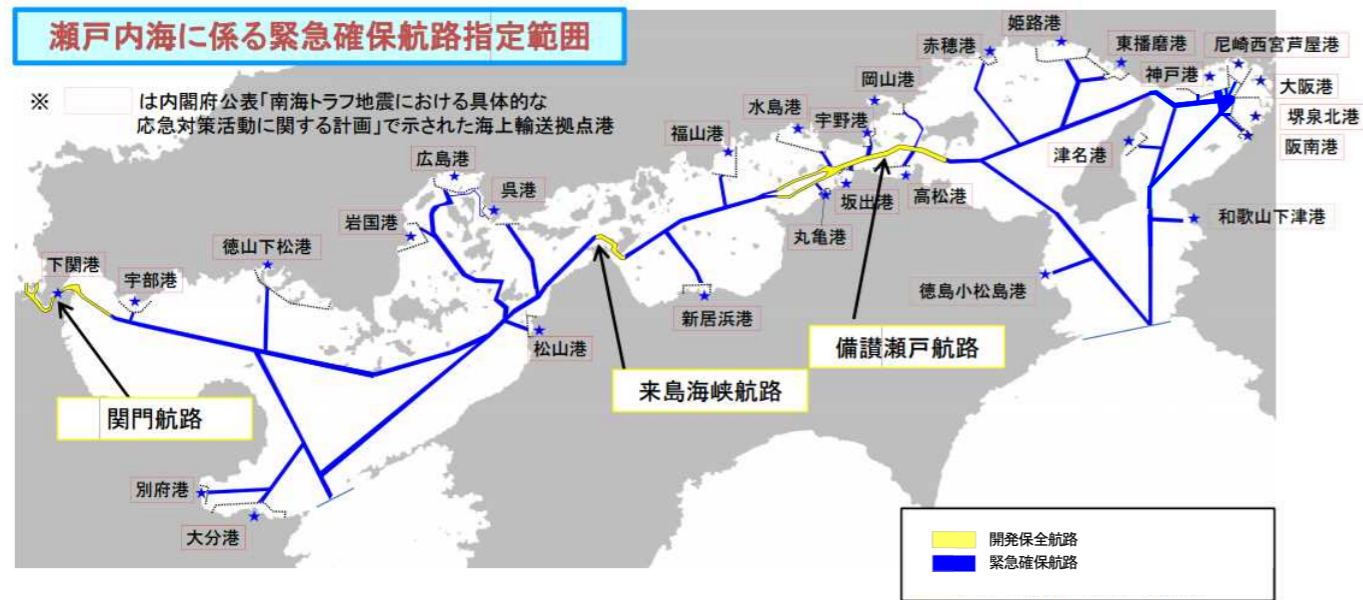 瀬戸内海に係る緊急確保航路指定範囲
※ は内閣府公表「南海トラフ地震における具体的な
応急対策活動に関する計画」で示された海上輸送拠点港
姫路港
赤穂港
東播磨港
尼崎西宮芦屋港
神戸港
大阪港
岡山港
水島港
宇野港
堺泉北港
福山港
阪南港
津名港
広島港
呉港
坂出港
高松港
岩国港
丸亀港
和歌山下津港
徳山下松港
下関港
宇部港
徳島小松島港
新居浜港
松山港
備讃瀬戸航路
来島海峡航路
関門航路
別府港
大分港
開発保全航路
緊急確保航路